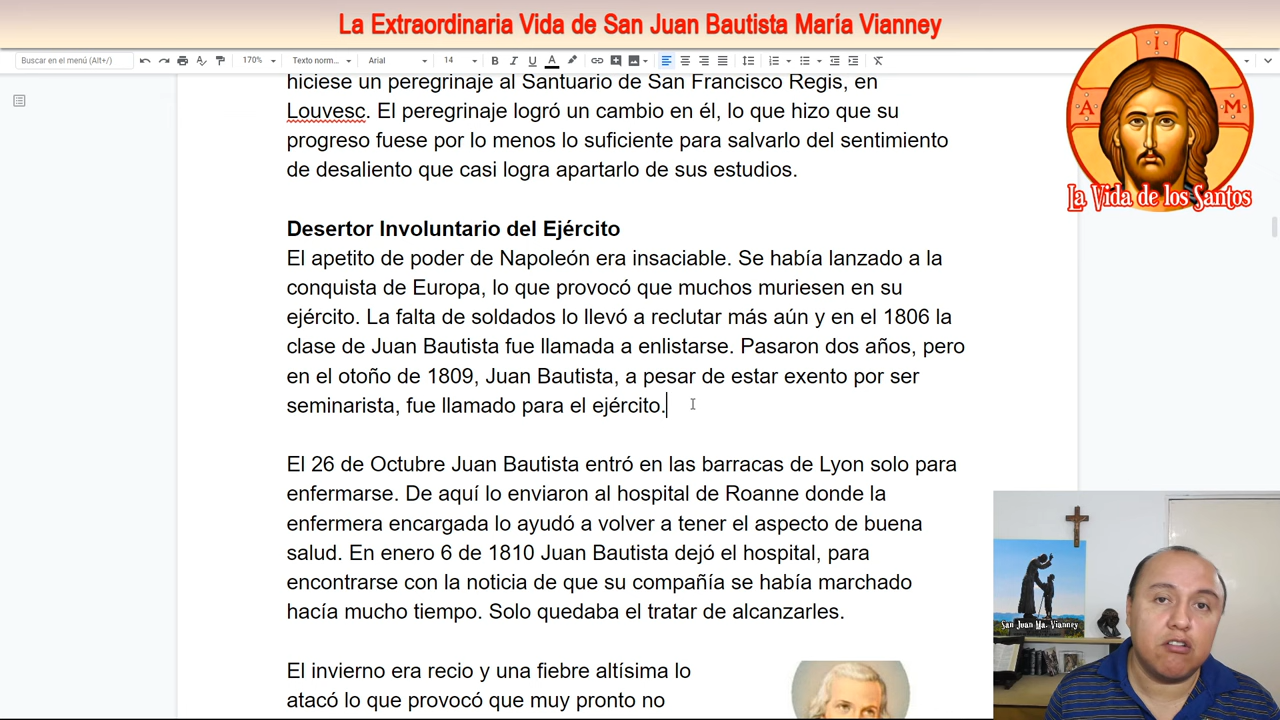 La Extraordinaria Vida de San Juan Bautista María Vianney
Buscar en el menú (Alt+/)
170%
Texto norm...
Arial
hiciese un peregrinaje al Santuario de San Francisco Regis, en
Louvesc. El peregrinaje logró un cambio en él, lo que hizo que su
progreso fuese por lo menos lo suficiente para salvarlo del sentimiento
de desaliento que casi logra apartarlo de sus estudios.
Desertor Involuntario del Ejército
El apetito de poder de Napoleón era insaciable. Se había lanzado a la
conquista de Europa, lo que provocó que muchos muriesen en su
ejército. La falta de soldados lo llevó a reclutar más aún y en el 1806 la
clase de Juan Bautista fue llamada a enlistarse. Pasaron dos años, pero
en el otoño de 1809, Juan Bautista, a pesar de estar exento por ser
seminarista, fue llamado para el ejército.
El 26 de Octubre Juan Bautista entró en las barracas de Lyon solo para
enfermarse. De aquí lo enviaron al hospital de Roanne donde la
enfermera encargada lo ayudó a volver a tener el aspecto de buena
salud. En enero 6 de 1810 Juan Bautista dejó el hospital, para
encontrarse con la noticia de que su compañía se había marchado
hacía mucho tiempo. Solo quedaba el tratar de alcanzarles.
El invierno era recio y una fiebre altísima lo
atacó lo que provocó que muy pronto no
I
A M
La Vida de los Santos
San Juan Ma. Vianney